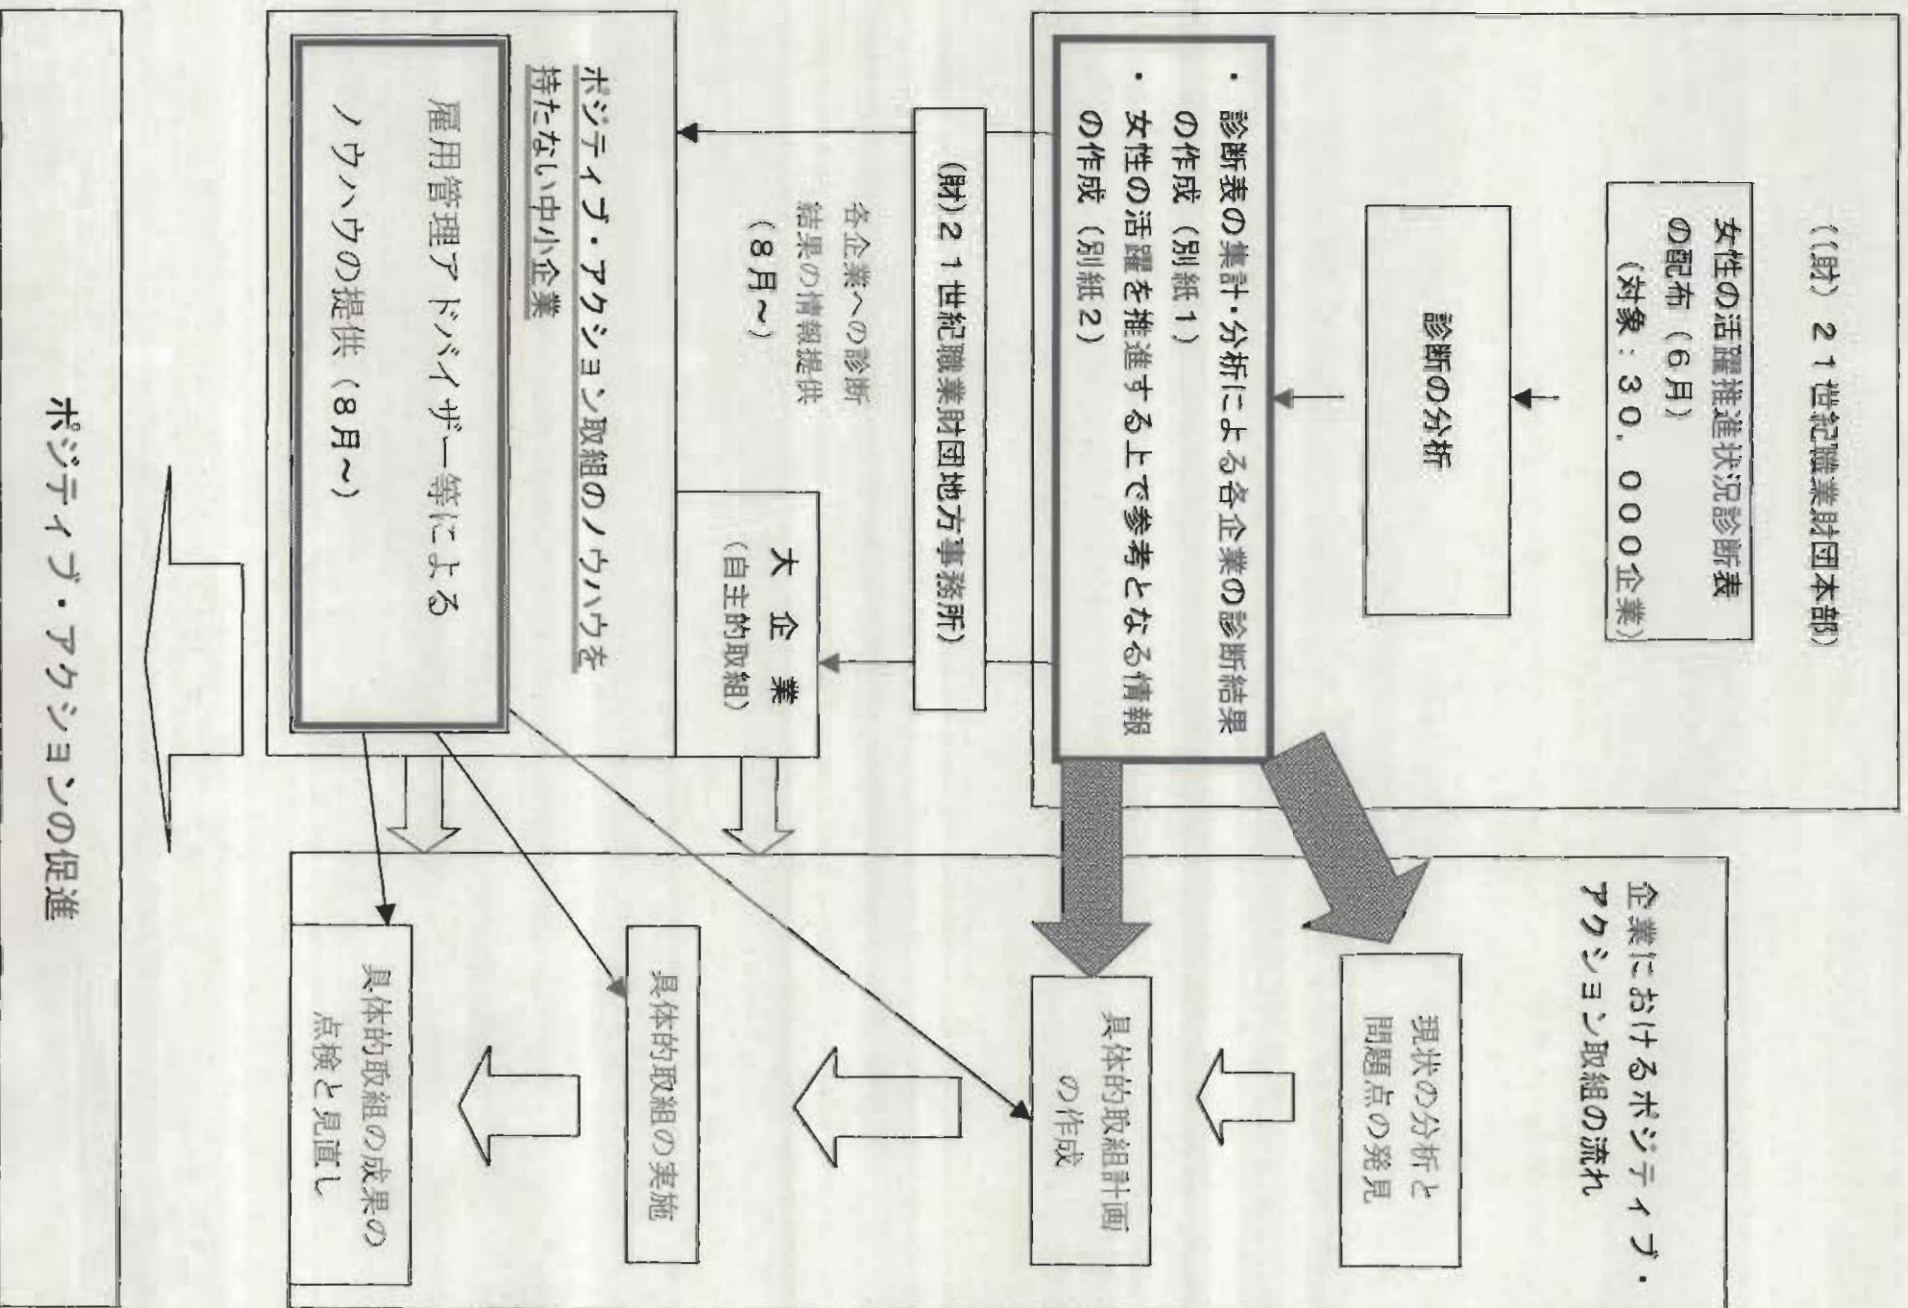 ((財)21世紀職業財団本部)
女性の活躍推進状況診断表
の配布(6月)
(対象:30.000企業)
診断の分析
・ 診断表の集計・分析による各企業の診断結果
の作成(別紙1)
・ 女性の活躍を推進する上で参考となる情報
の作成(別紙2)
(財)21世紀職業財団地方事務所)
各企業への診断
結果の情報提供
(8月~)
大 企 業
(自主的取組)
ポジティブ・アクション取組のノウハウを
持たない中小企業
雇用管理アドバイザー等による
ノウハウの提供(8月~)
企業におけるポジティブ・
アクション取組の流れ
現状の分析と
問題点の発見
具体的取組計画
の作成
具体的取組の実施
具体的取組の成果の
点検と見直し
ポジティブ・アクションの促進